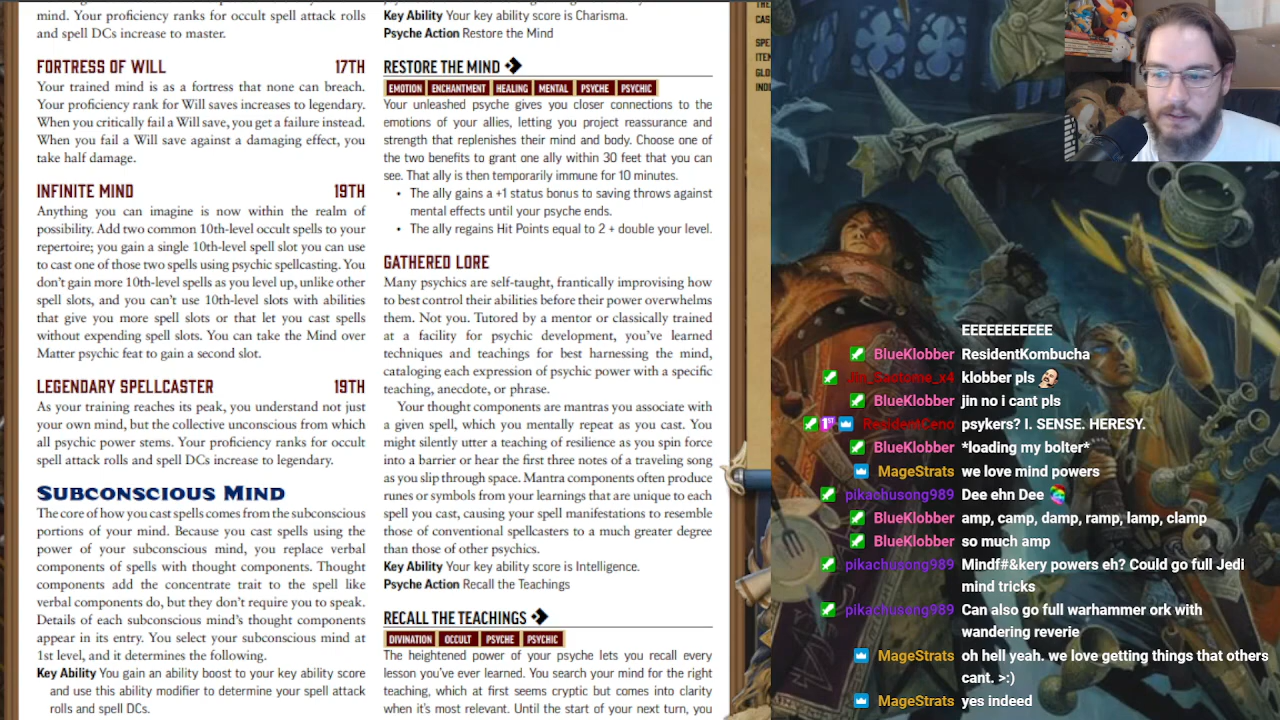 mind. Your proficiency ranks for occult spell attack rolls
and spell DCs increase to master.
FORTRESS OF WILL 17TH
Your trained mind is as a fortress that none can breach.
Your proficiency rank for Will saves increases to legendary.
When you critically fail a Will save, you get a failure instead.
When you fail a Will save against a damaging effect, you
take half damage.
INFINITE MIND 19TH
Anything you can imagine is now within the realm of
possibility. Add two common 10th-level occult spells to your
repertoire; you gain a single 10th-level spell slot you can use
to cast one of those two spells using psychic spellcasting. You
don't gain more 10th-level spells as you level up, unlike other
spell slots, and you can't use 10th-level slots with abilities
that give you more spell slots or that let you cast spells
without expending spell slots. You can take the Mind over
Matter psychic feat to gain a second slot.
LEGENDARY SPELLCASTER 19TH
As your training reaches its peak, you understand not just
your own mind, but the collective unconscious from which
all psychic power stems. Your proficiency ranks for occult
spell attack rolls and spell DCs increase to legendary.
SUBCONSCIOUS MIND
The core of how you cast spells comes from the subconscious
portions of your mind. Because you cast spells using the
power of your subconscious mind, you replace verbal
components of spells with thought components. Thought
components add the concentrate trait to the spell like
verbal components do, but they don't require you to speak.
Details of each subconscious mind's thought components
appear in its entry. You select your subconscious mind at
1st level, and it determines the following.
Key Ability You gain an ability boost to your key ability score
and use this ability modifier to determine your spell attack
rolls and spell DCs.
Key Ability Your key ability score is Charisma.
Psyche Action Restore the Mind
RESTORE THE MIND
EMOTION ENCHANTMENT HEALING MENTAL PSYCHE PSYCHIC
Your unleashed psyche gives you closer connections to the
emotions of your allies, letting you project reassurance and
strength that replenishes their mind and body. Choose one of
the two benefits to grant one ally within 30 feet that you can
see. That ally is then temporarily immune for 10 minutes.
• The ally gains a +1 status bonus to saving throws against
mental effects until your psyche ends.
• The ally regains Hit Points equal to 2 + double your level.
GATHERED LORE
Many psychics are self-taught, frantically improvising how
to best control their abilities before their power overwhelms
them. Not you. Tutored by a mentor or classically trained
at a facility for psychic development, you've learned
techniques and teachings for best harnessing the mind,
cataloging each expression of psychic power with a specific
teaching, anecdote, or phrase.
Your thought components are mantras you associate with
a given spell, which you mentally repeat as you cast. You
might silently utter a teaching of resilience as you spin force
into a barrier or hear the first three notes of a traveling song
as you slip through space. Mantra components often produce
runes or symbols from your learnings that are unique to each
spell you cast, causing your spell manifestations to resemble
those of conventional spellcasters to a much greater degree
than those of other psychics.
Key Ability Your key ability score is Intelligence.
Psyche Action Recall the Teachings
RECALL THE TEACHINGS
DIVINATION OCCULT PSYCHE PSYCHIC
The heightened power of your psyche lets you recall every
lesson you've ever learned. You search your mind for the right
teaching, which at first seems cryptic but comes into clarity
when it's most relevant. Until the start of your next turn, you
CAS
SPE
ITEM
GLO
INDE
EEEEEEEEEEE
BlueKlobber ResidentKombucha
Jin_Saotome_x4 klobber pls
BlueKlobber jin no i cant pls
ResidentCeno psykers? I. SENSE. HERESY.
BlueKlobber *loading my bolter*
MageStrats we love mind powers
pikachusong989 Dee ehn Dee
BlueKlobber amp, camp, damp, ramp, lamp, clamp
BlueKlobber so much amp
pikachusong989 Mindf#&kery powers eh? Could go full Jedi
mind tricks
pikachusong989 Can also go full warhammer ork with
wandering reverie
MageStrats oh hell yeah. we love getting things that others
cant. >:)
MageStrats yes indeed